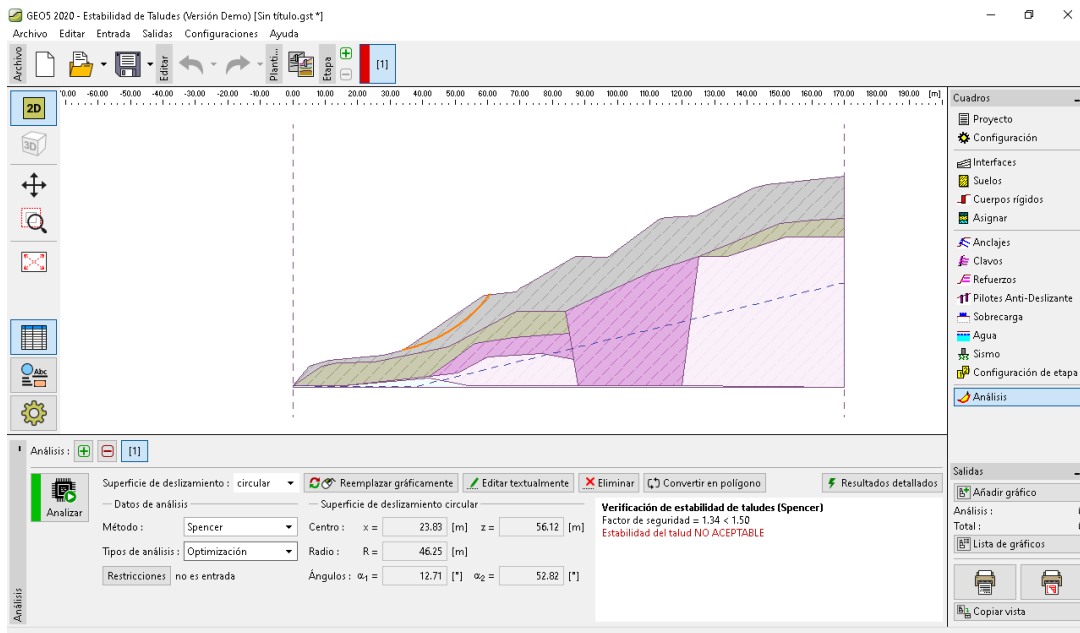 GEO5 2020 - Estabilidad de Taludes (Versión Demo) [Sin título.gst *]
Archivo Editar Entrada Salidas Configuraciones Ayuda
Archivo
Editar
Planti...
Etapa
[1]
-60.00 -50.00 -40.00 -30.00 -20.00 -10.00 0.00 10.00 20.00 30.00 40.00 50.00 60.00 70.00 80.00 90.00 100.00 110.00 120.00 130.00 140.00 150.00 160.00 170.00 180.00 190.00 [m]
2D
3D
Abc
Cuadros
Proyecto
Configuración
Interfaces
Suelos
Cuerpos rígidos
Asignar
Anclajes
Clavos
Refuerzos
Pilotes Anti-Deslizante
Sobrecarga
Agua
Sismo
Configuración de etapa
Análisis
Análisis : [1]
Analizar
Superficie de deslizamiento : circular
Reemplazar gráficamente
Editar textualmente
Eliminar
Convertir en polígono
Resultados detallados
Datos de análisis
Método : Spencer
Tipos de análisis : Optimización
Restricciones no es entrada
Superficie de deslizamiento circular
Centro : x = 23.83 [m] z = 56.12 [m]
Radio : R = 46.25 [m]
Ángulos : α1 = 12.71 [°] α2 = 52.82 [°]
Verificación de estabilidad de taludes (Spencer)
Factor de seguridad = 1.34 < 1.50
Estabilidad del talud NO ACEPTABLE
Análisis
Salidas
Añadir gráfico
Análisis :
Total :
Lista de gráficos
Copiar vista